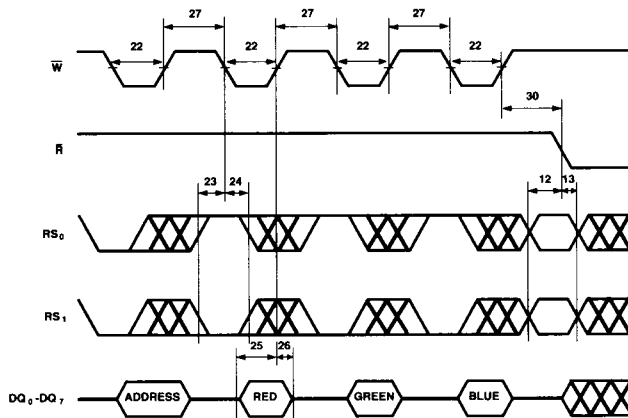 27 27 27
22 22 22 22
W
30
R
23 24 12 13
RS0
RS1
25 26
DQ0-DQ7 ADDRESS RED GREEN BLUE